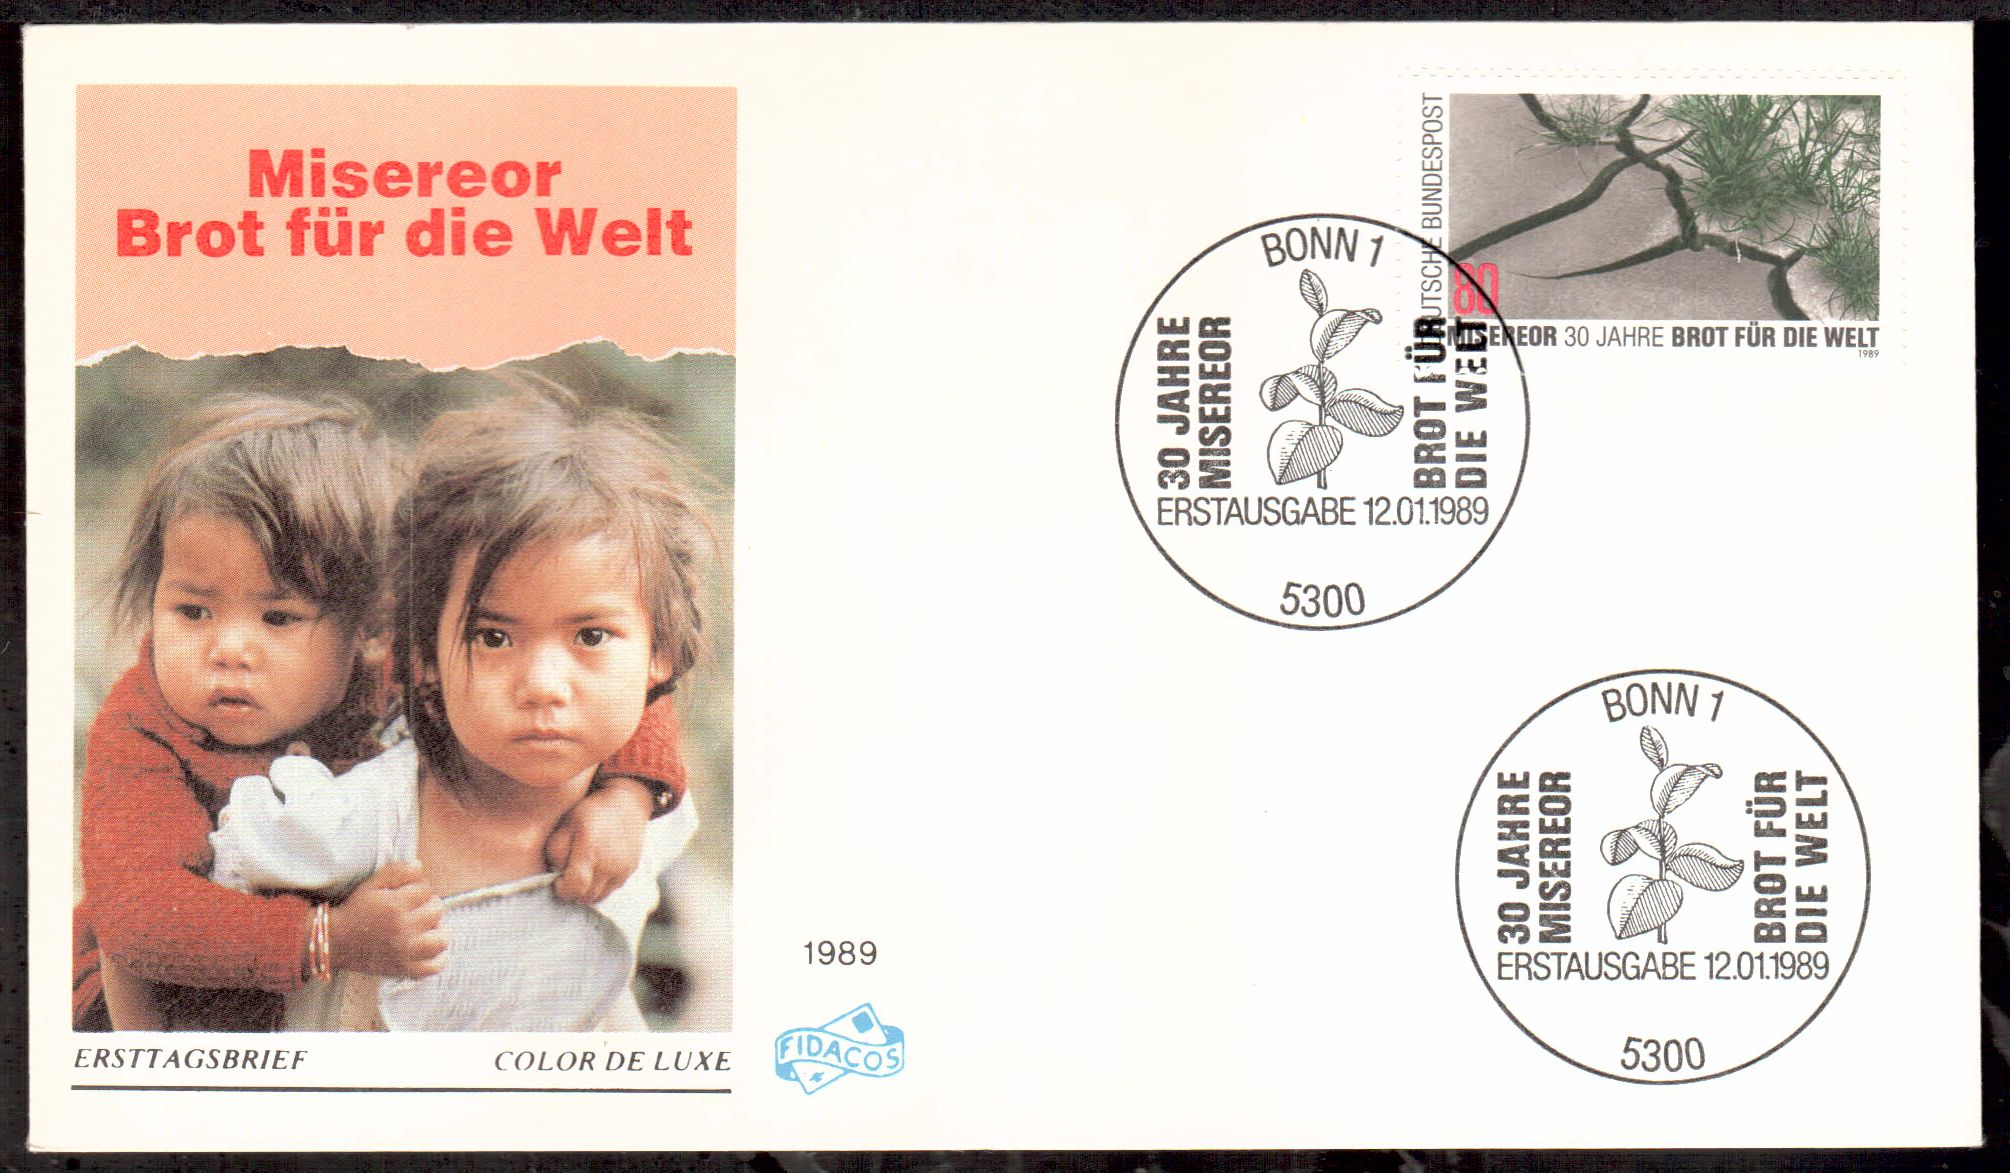 Misereor
Brot für die Welt
ERSTTAGSBRIEF
COLOR DE LUXE
1989
FIDACOS
DEUTSCHE BUNDESPOST
80
MISEREOR 30 JAHRE BROT FÜR DIE WELT
1989
BONN 1
30 JAHRE
MISEREOR
BROT FÜR
DIE WELT
ERSTAUSGABE 12.01.1989
5300
BONN 1
30 JAHRE
MISEREOR
BROT FÜR
DIE WELT
ERSTAUSGABE 12.01.1989
5300